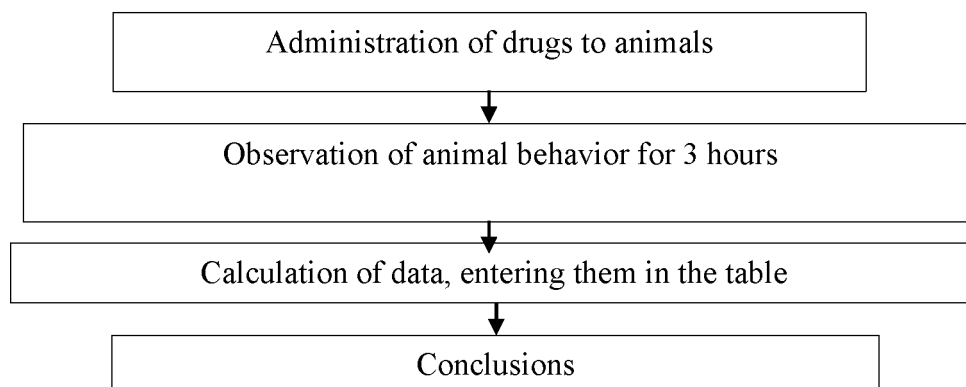 Administration of drugs to animals
Observation of animal behavior for 3 hours
Calculation of data, entering them in the table
Conclusions